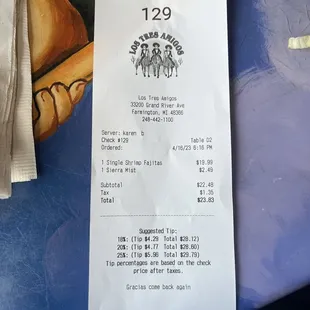 129
LOS TRES AMIGOS
Los Tres Amigos
33200 Grand River Ave
Farmington, MI 48336
248-442-1100
Server: karen b
Check #129 Table D2
Ordered: 4/16/23 6:16 PM
1 Single Shrimp Fajitas $19.99
1 Sierra Mist $2.49
Subtotal $22.48
Tax $1.35
Total $23.83
Suggested Tip:
18%: (Tip $4.29 Total $28.12)
20%: (Tip $4.77 Total $28.60)
25%: (Tip $5.96 Total $29.79)
Tip percentages are based on the check
price after taxes.
Gracias come back again